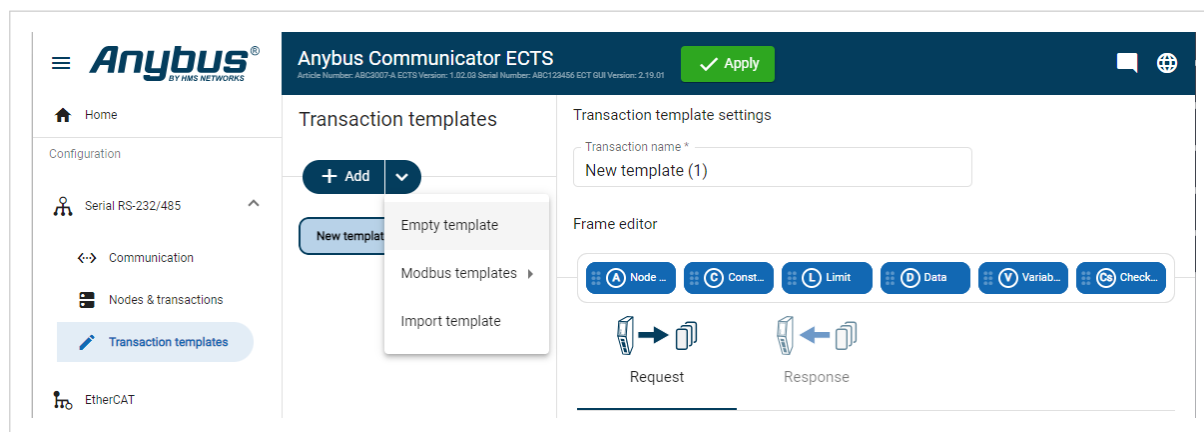 Anybus®
BY HMS NETWORKS
Anybus Communicator ECTS
Article Number: ABC3007-A ECTS Version: 1.02.03 Serial Number: ABC123456 ECT GUI Version: 2.19.01
Apply
Home
Configuration
Serial RS-232/485
Communication
Nodes & transactions
Transaction templates
EtherCAT
Transaction templates
+ Add
New templat
Empty template
Modbus templates
Import template
Transaction template settings
Transaction name *
New template (1)
Frame editor
A Node ...
C Const...
L Limit
D Data
V Variab...
Cs Check...
Request
Response